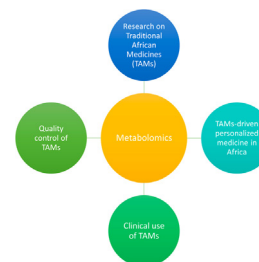 Research on
Traditional
African
Medicines
(TAMs)
Quality
control of
TAMs
Metabolomics
TAMs-driven
personalized
medicine in
Africa
Clinical use
of TAMs